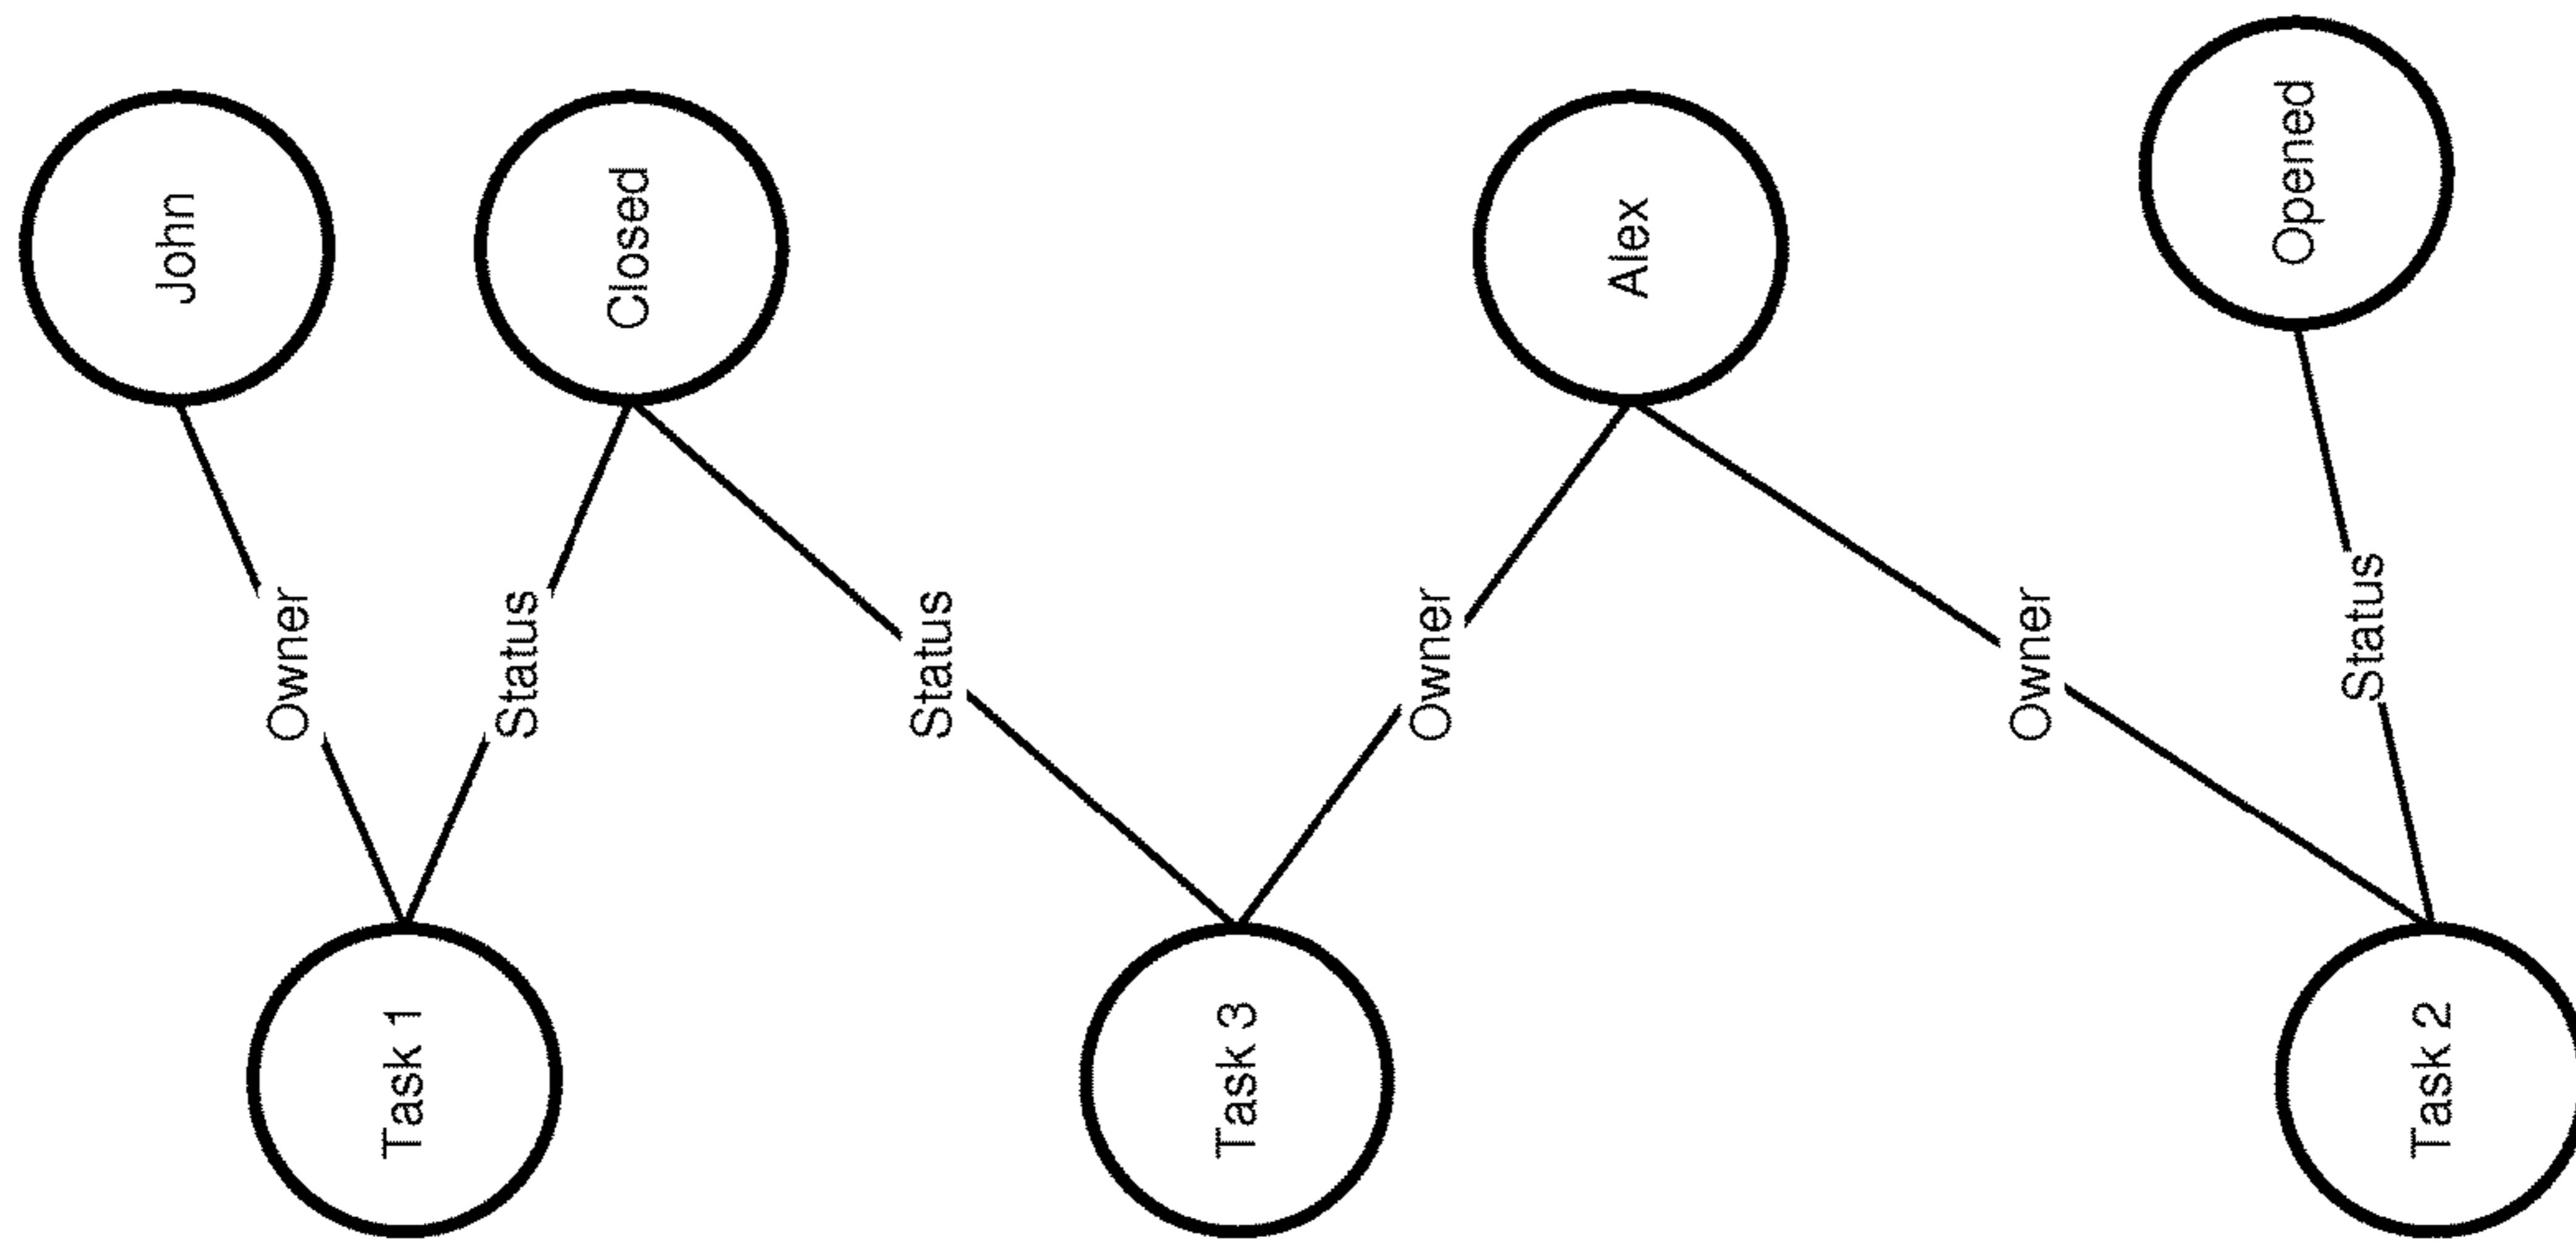 John
Closed
Alex
Opened
Owner
Status
Status
Owner
Owner
Status
Task 1
Task 3
Task 2